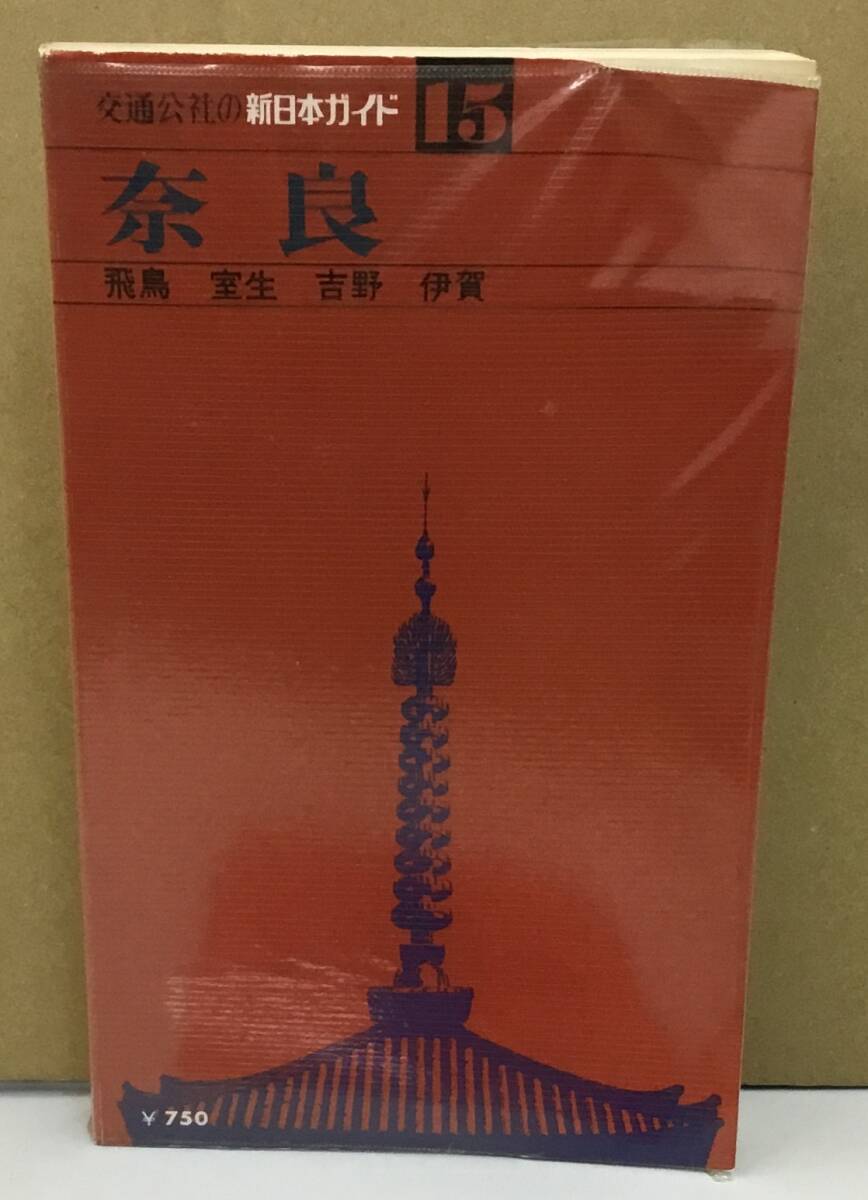 交通公社の新日本ガイド 15
奈良
飛鳥 室生 吉野 伊賀
¥750